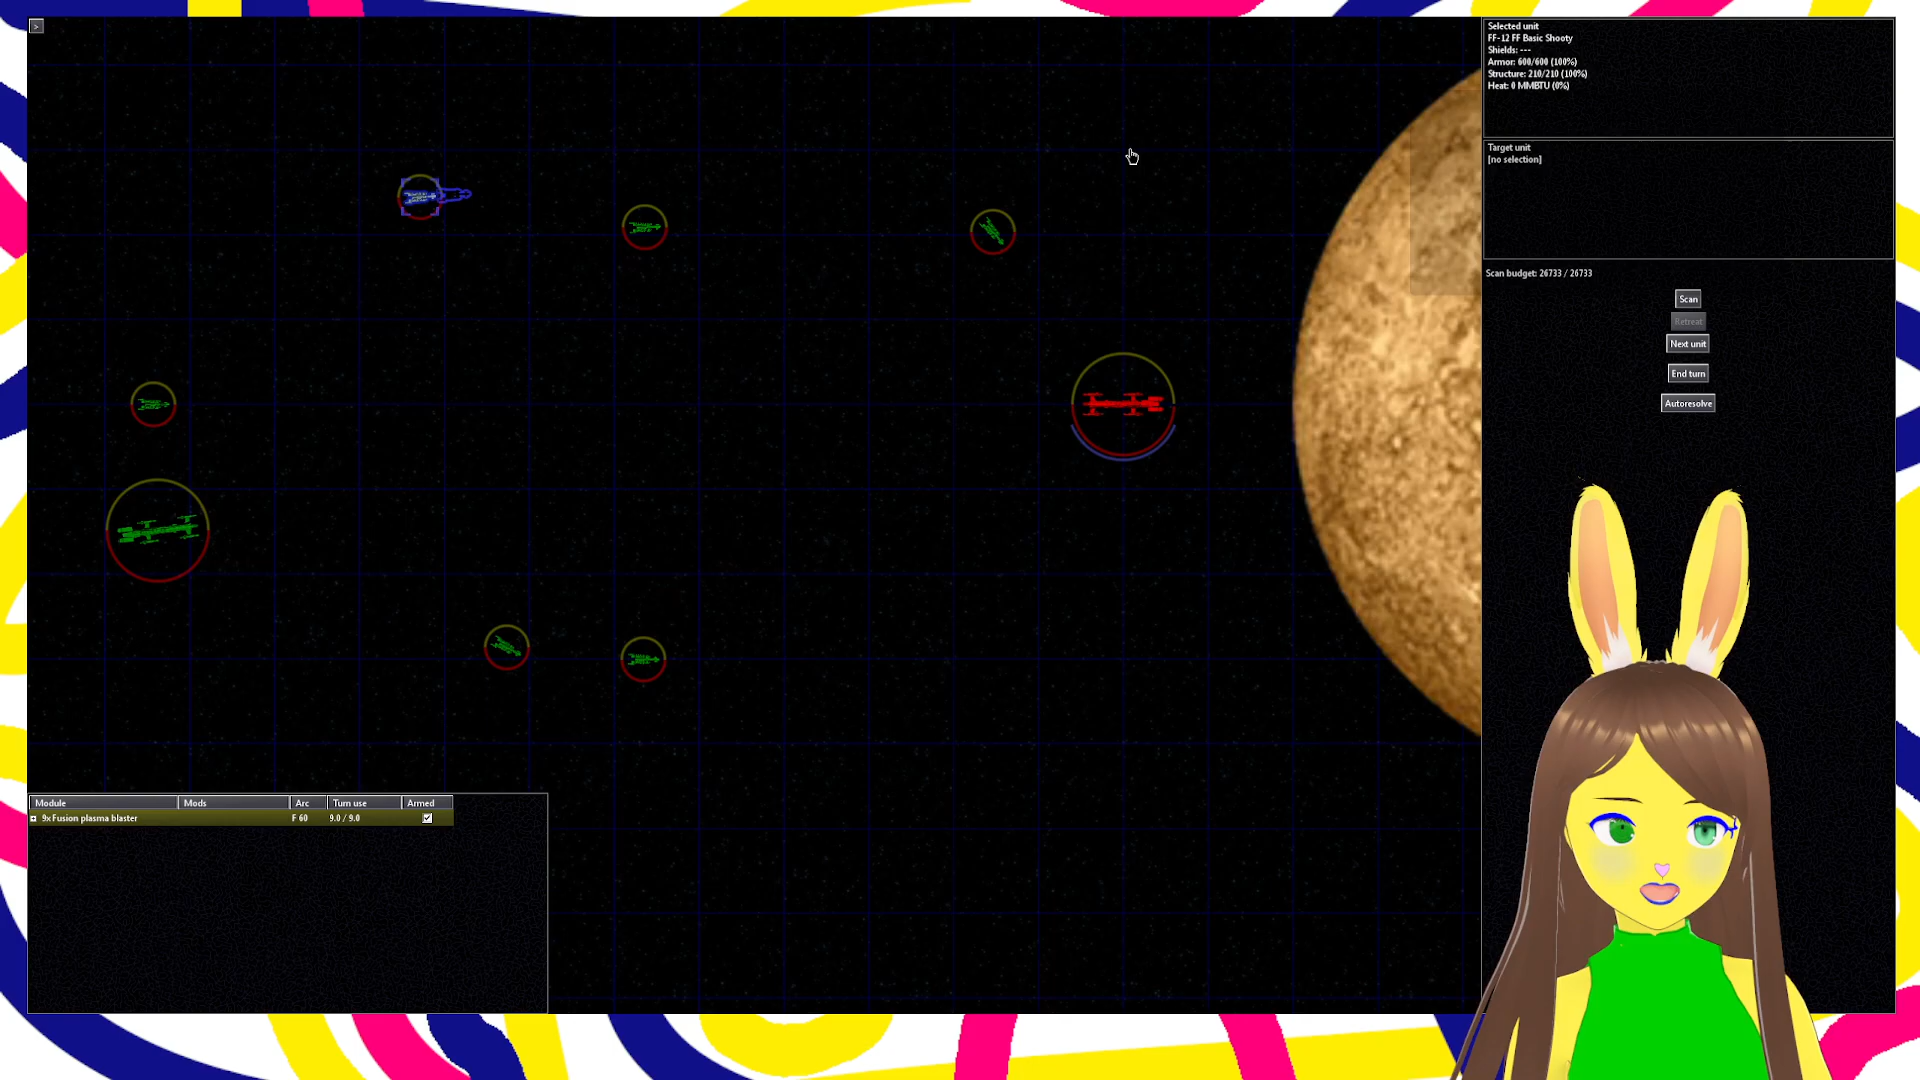 >
Selected unit
FF-12 FF Basic Shooty
Shields: ---
Armor: 600/600 (100%)
Structure: 210/210 (100%)
Heat: 0 MMBTU (0%)
Target unit
[no selection]
Scan budget: 26733 / 26733
Scan
Retreat
Next unit
End turn
Autoresolve
Module Mods Arc Turn use Armed
9x Fusion plasma blaster F 60 9.0 / 9.0